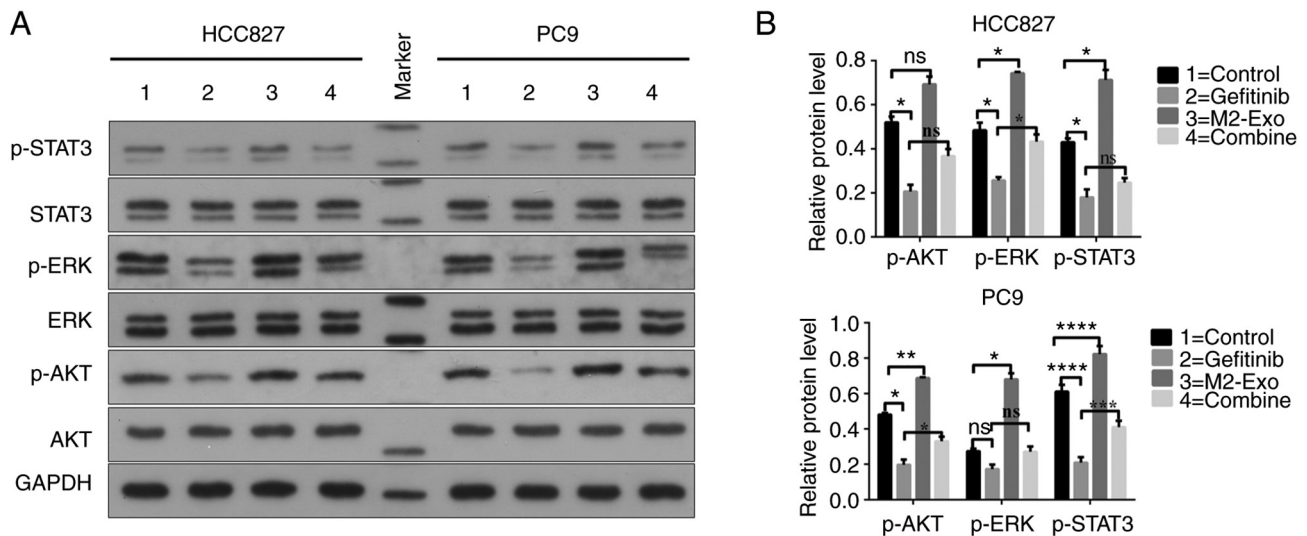 A
HCC827
Marker
PC9
1 2 3 4
1 2 3 4
p-STAT3
STAT3
p-ERK
ERK
p-AKT
AKT
GAPDH
B
HCC827
Relative protein level
0.8
0.6
0.4
0.2
0.0
ns
*
*
*
ns
*
*
*
ns
p-AKT p-ERK p-STAT3
1=Control
2=Gefitinib
3=M2-Exo
4=Combine
PC9
Relative protein level
1.0
0.8
0.6
0.4
0.2
0.0
**
*
*
*
ns
ns
****
****
***
p-AKT p-ERK p-STAT3
1=Control
2=Gefitinib
3=M2-Exo
4=Combine